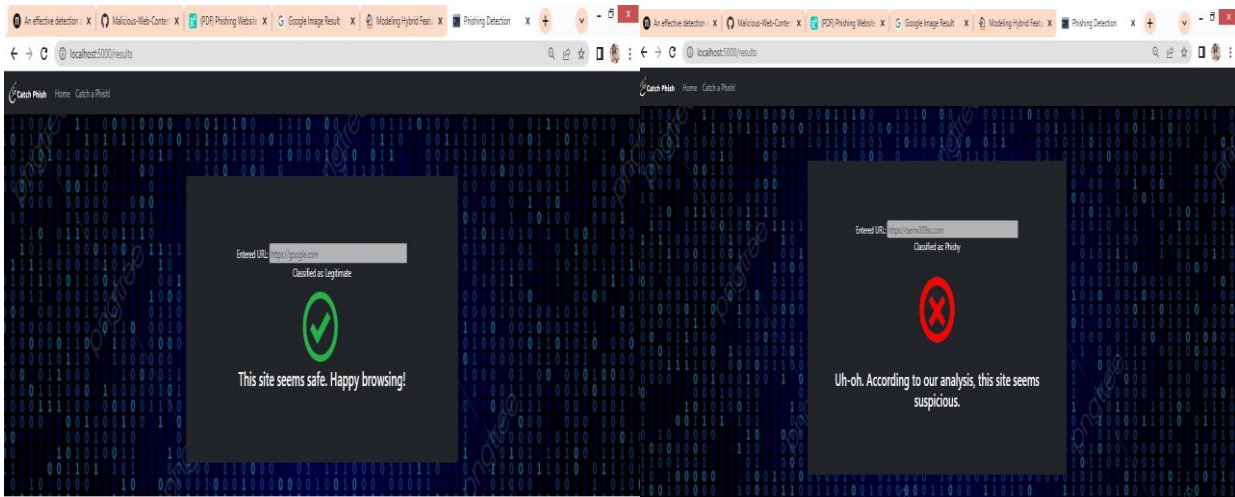 An effective detection a
Malicious-Web-Conten
(PDF) Phishing Website
Google Image Result
Modeling Hybrid Featu
Phishing Detection
localhost:5000/results
Catch Phish Home Catch a Phish!
Entered URL: https://google.com
Classified as: Legitimate
This site seems safe. Happy browsing!
pngtree
An effective detection
Malicious-Web-Conten
(PDF) Phishing Website
Google Image Result
Modeling Hybrid Feat
Phishing Detection
localhost:5000/results
Catch Phish Home Catch a Phish!
Entered URL:
Classified as: Phishy
Uh-oh. According to our analysis, this site seems
suspicious.
pngtree